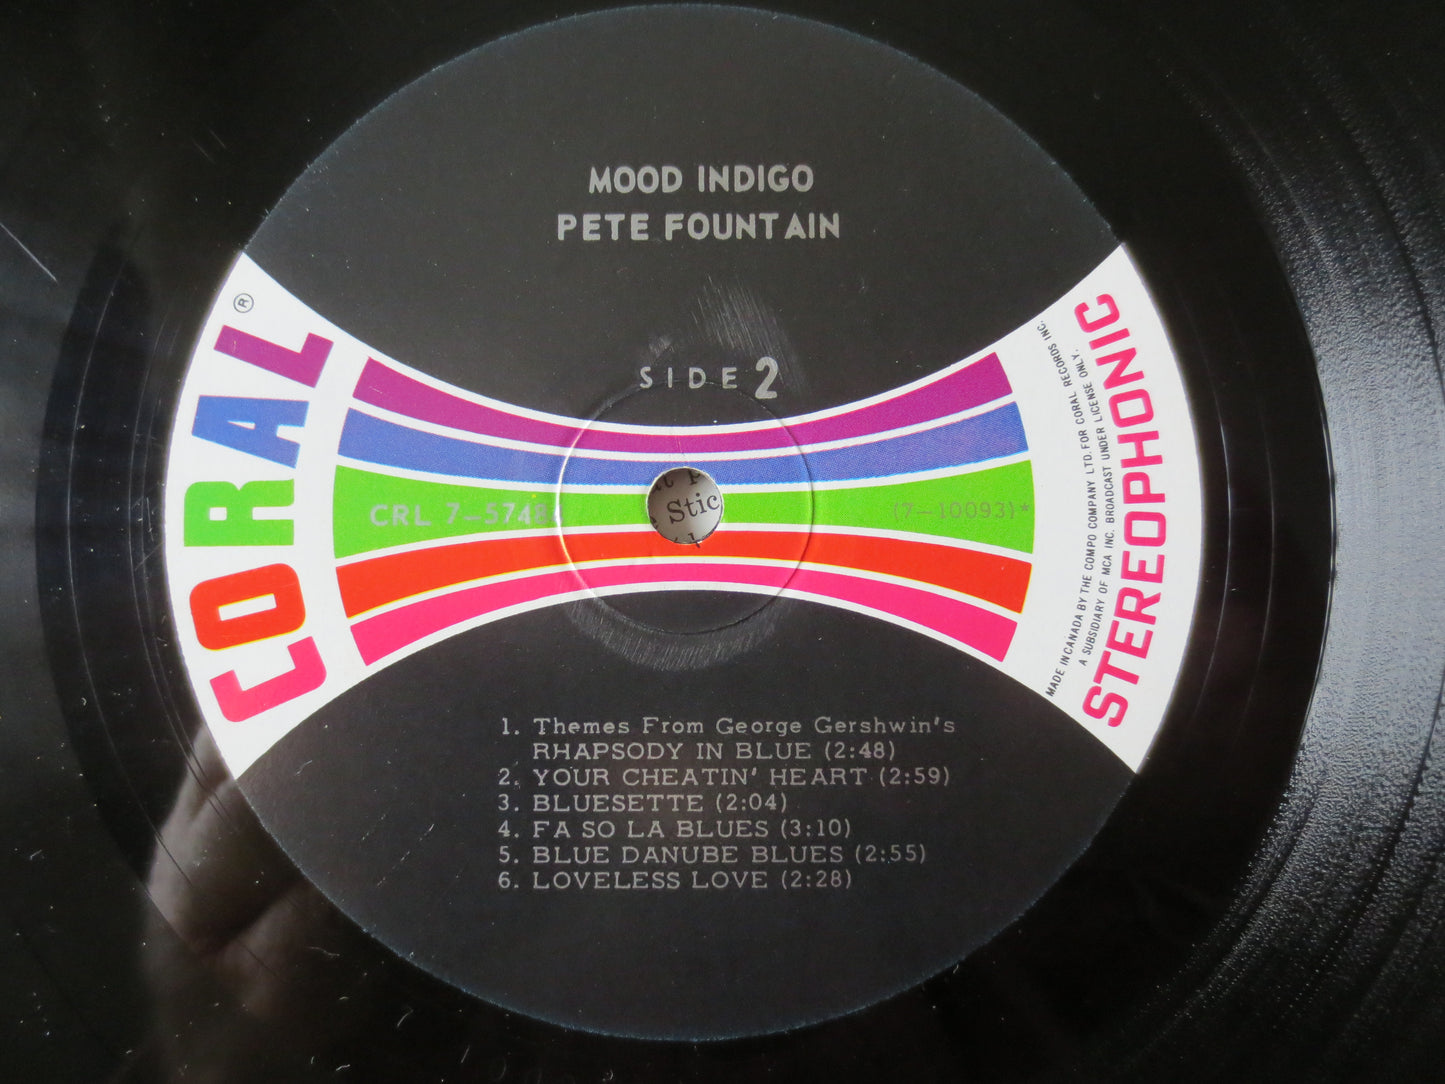 MOOD INDIGO
PETE FOUNTAIN
SIDE 2
CORAL®
CRL 7-5748
(7-10093)*
Stic
MADE IN CANADA BY THE COMPO COMPANY LTD. FOR CORAL RECORDS INC.
A SUBSIDIARY OF MCA INC. BROADCAST UNDER LICENSE ONLY.
STEREOPHONIC
1. Themes From George Gershwin's
RHAPSODY IN BLUE (2:48)
2. YOUR CHEATIN' HEART (2:59)
3. BLUESETTE (2:04)
4. FA SO LA BLUES (3:10)
5. BLUE DANUBE BLUES (2:55)
6. LOVELESS LOVE (2:28)